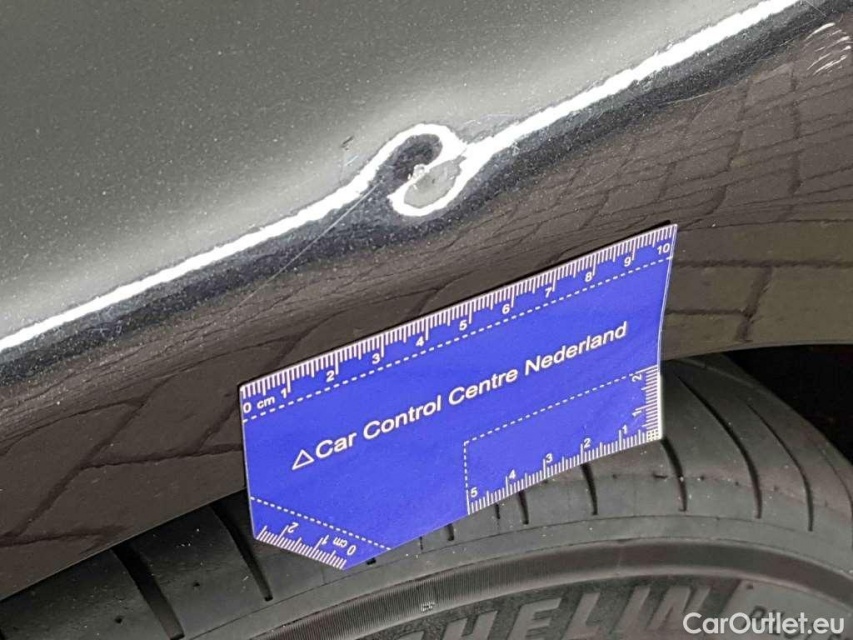 0 cm 1 2 3 4 5 6 7 8 9 10
△Car Control Centre Nederland
2 1 cm 0
5 4 3 2 1 1 2
CHELIN
CarOutlet.eu